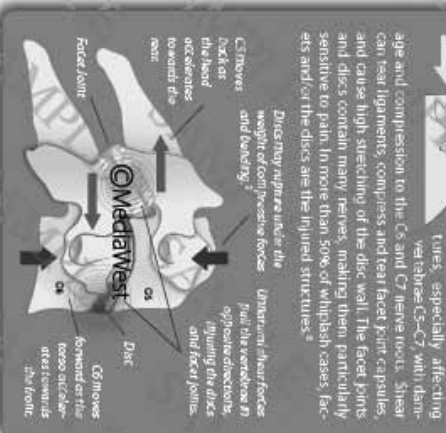 tures, especially affecting
vertebrae C5-C7 with dam-
age and compression to the C6 and C7 nerve roots. Shear
can tear ligaments, compress and tear facet joint capsules,
and cause high stretching of the disc wall. The facet joints
and discs contain many nerves, making them particularly
sensitive to pain. In more than 50% of whiplash cases, fac-
ets and/or the discs are the injured structures.
Discs may rupture under the
weight of compressive forces
and bending.
Unnatural shear forces
pull the vertebrae in
opposite directions,
injuring the discs
and facet joints.
C5 moves
back as
the head
accelerates
towards the
rear.
Facet joint
C5
C6
Disc
C6 moves
forward as the
torso acceler-
ates towards
the front.
©MediaWest